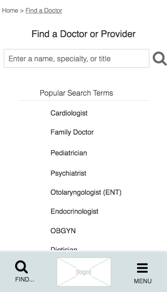 Home > Find a Doctor
Find a Doctor or Provider
Enter a name, specialty, or title
Popular Search Terms
Cardiologist
Family Doctor
Pediatrician
Psychiatrist
Otolaryngologist (ENT)
Endocrinologist
OBGYN
Dietician
FIND...
[logo]
MENU